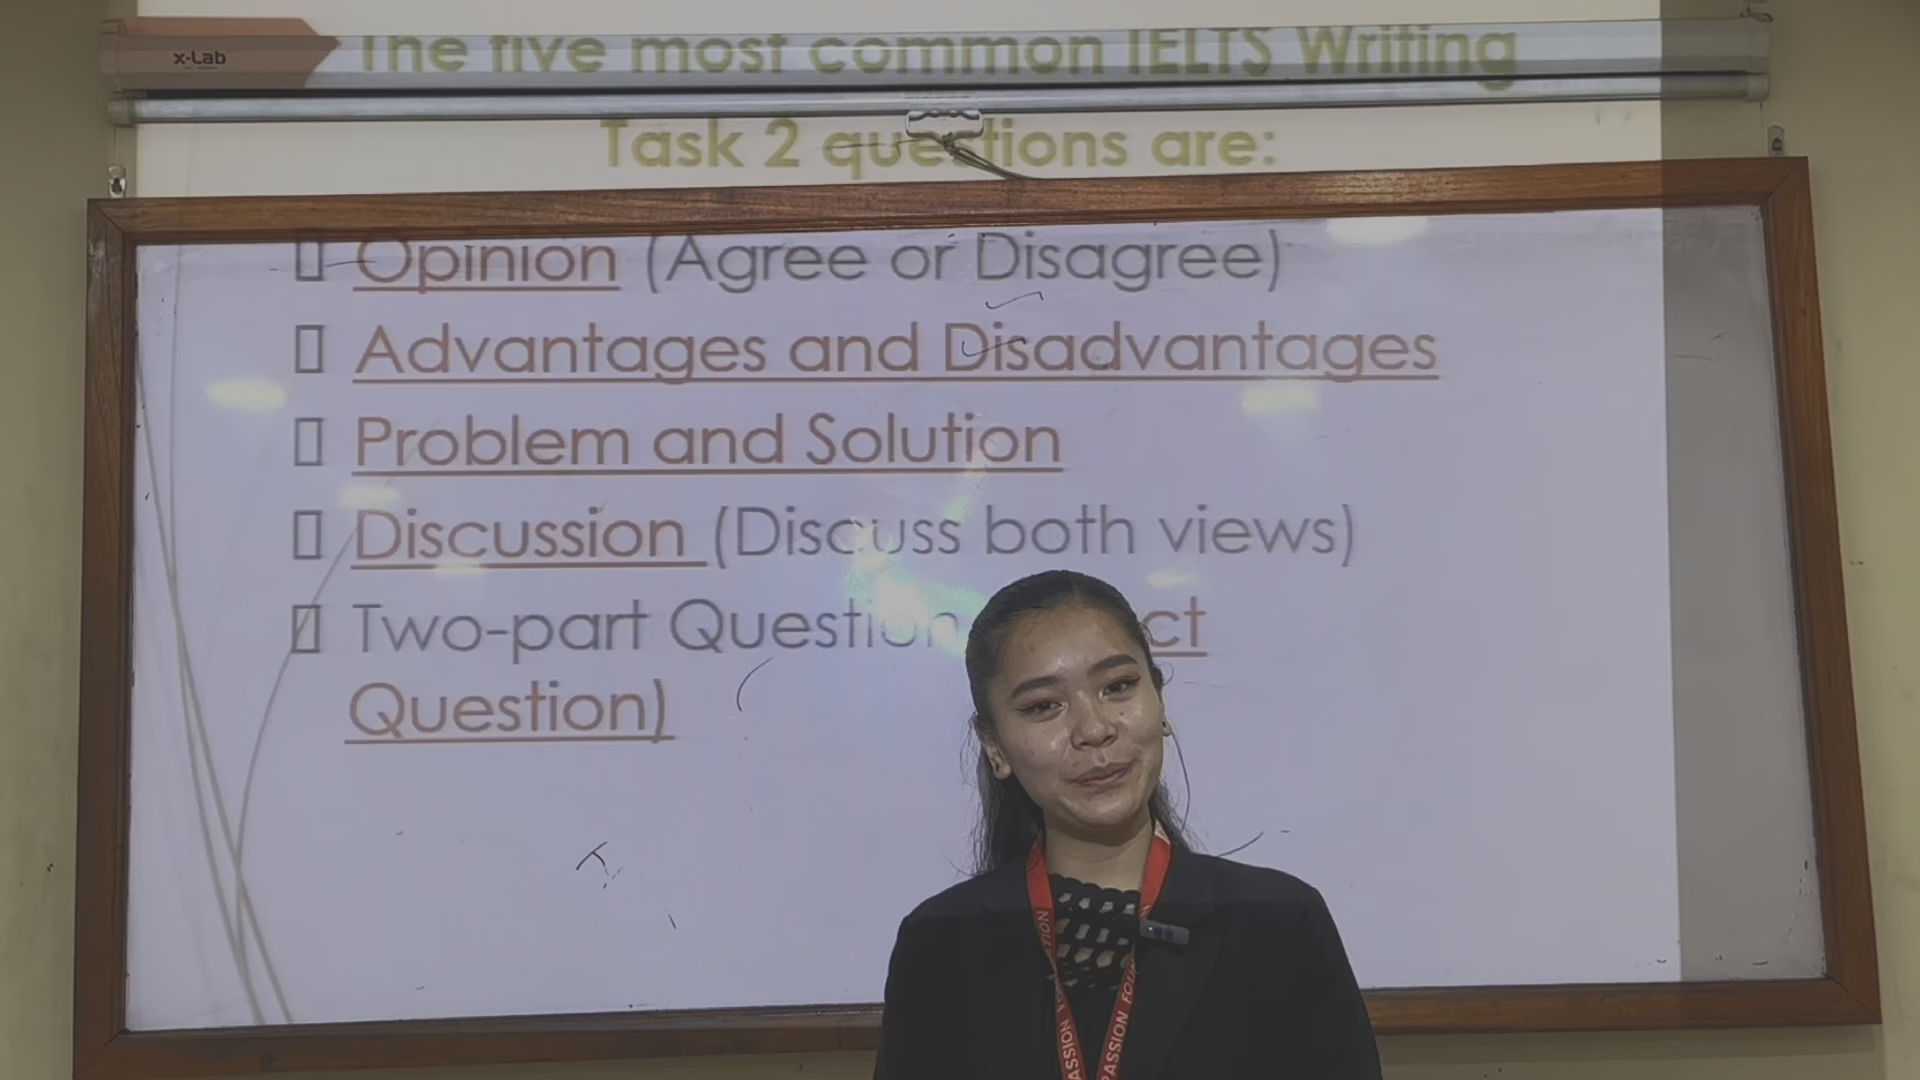 x-Lab
The five most common IELTS Writing
Task 2 questions are:
Opinion (Agree or Disagree)
Advantages and Disadvantages
Problem and Solution
Discussion (Discuss both views)
Two-part Question ct
Question)